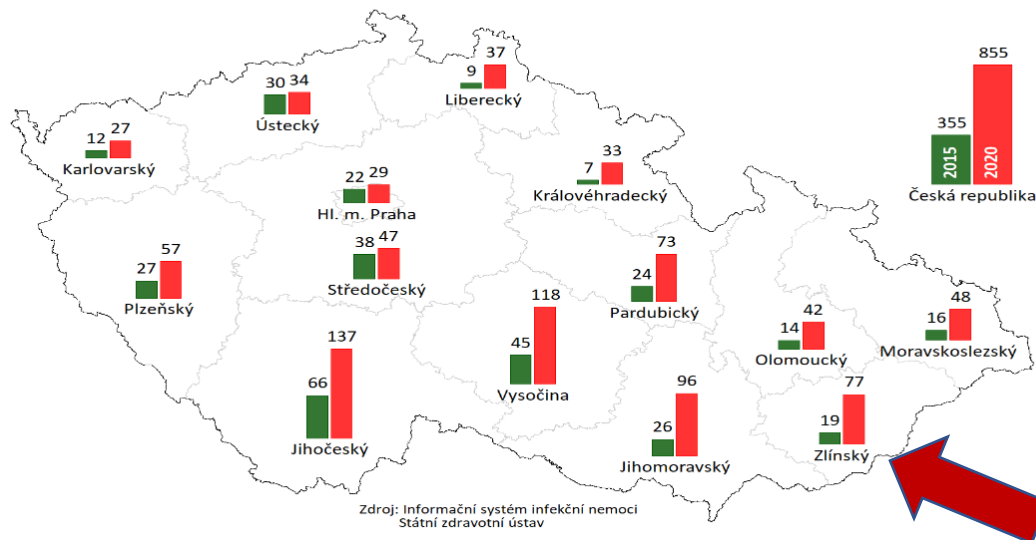 37
9
Liberecký
855
30 34
Ústecký
12 27
Karlovarský
355
2015
2020
Česká republika
7 33
Královéhradecký
22 29
Hl. m. Praha
38 47
Středočeský
27 57
Plzeňský
24 73
Pardubický
14 42
Olomoucký
16 48
Moravskoslezský
45 118
Vysočina
66 137
Jihočeský
26 96
Jihomoravský
19 77
Zlínský
Zdroj: Informační systém infekční nemoci
Státní zdravotní ústav